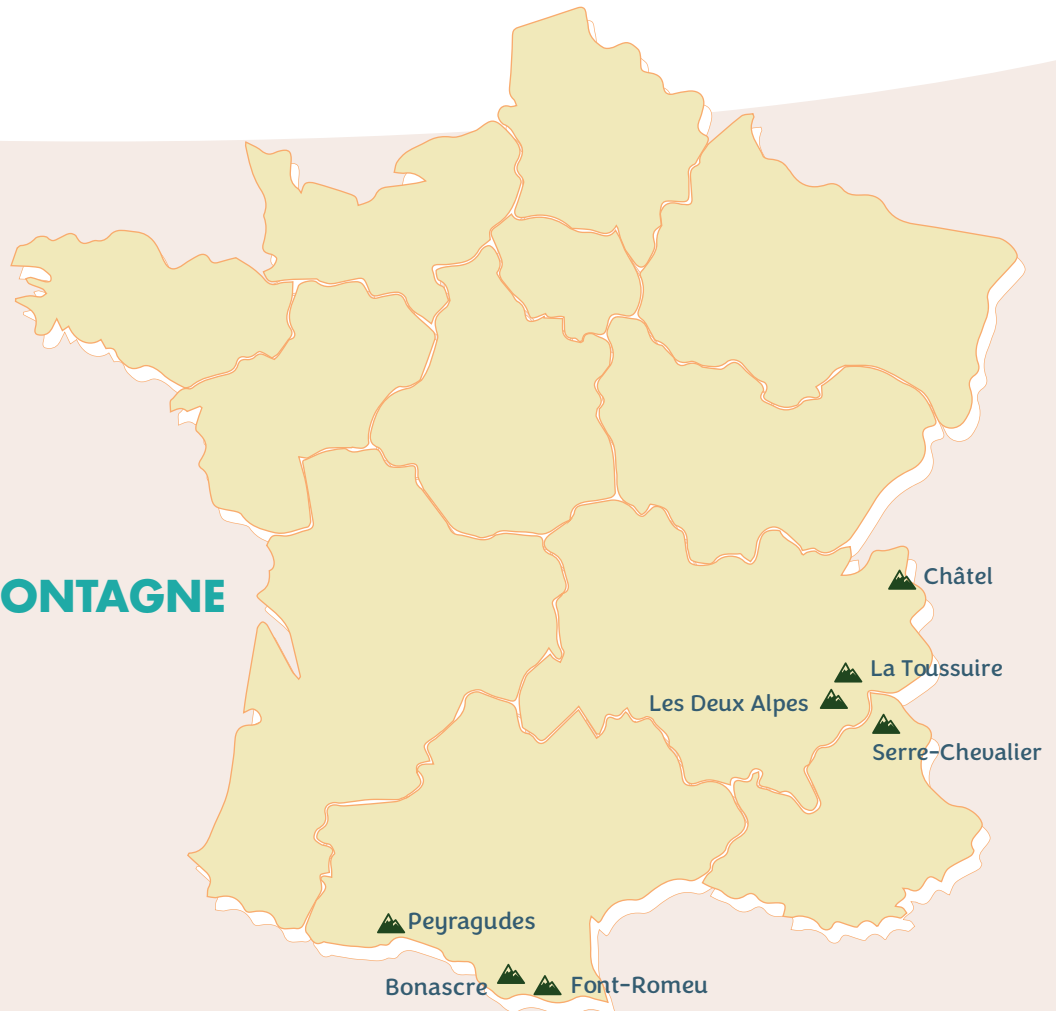 ONTAGNE
Châtel
La Toussuire
Les Deux Alpes
Serre-Chevalier
Peyragudes
Bonascre
Font-Romeu